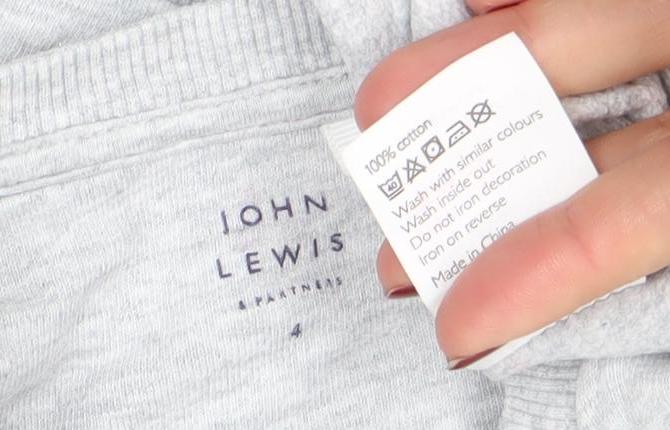 JOHN
LEWIS
& PARTNERS
4
100% cotton
40
Wash with similar colours
Wash inside out
Do not iron decoration
Iron on reverse
Made in China